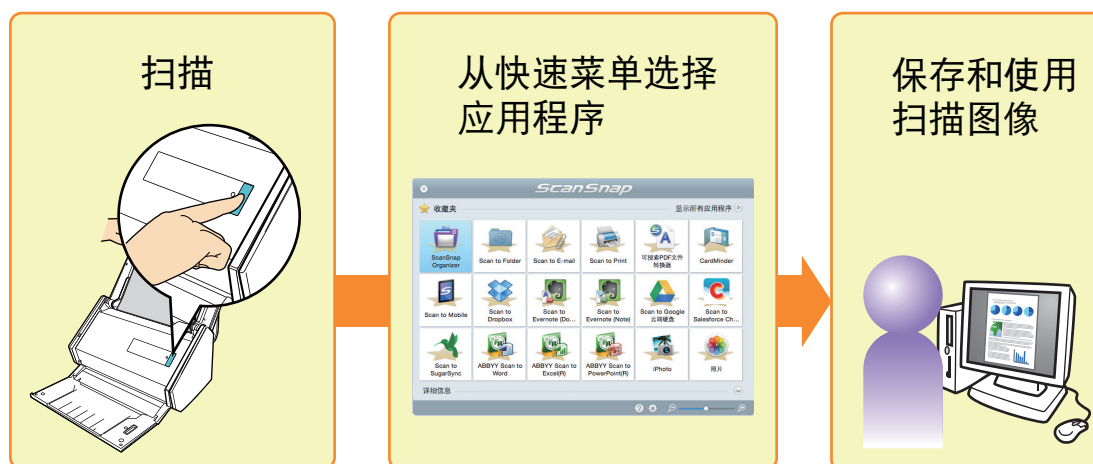 扫描
从快速菜单选择
应用程序
ScanSnap
收藏夹
显示所有应用程序
ScanSnap
Organizer
Scan to Folder
Scan to E-mail
Scan to Print
可搜索PDF文件
转换器
CardMinder
Scan to Mobile
Scan to
Dropbox
Scan to
Evernote (Do...
Scan to
Evernote (Note)
Scan to Google
云端硬盘
Scan to
Salesforce Ch...
Scan to
SugarSync
ABBYY Scan to
Word
ABBYY Scan to
Excel(R)
ABBYY Scan to
PowerPoint(R)
iPhoto
照片
详细信息
保存和使用
扫描图像